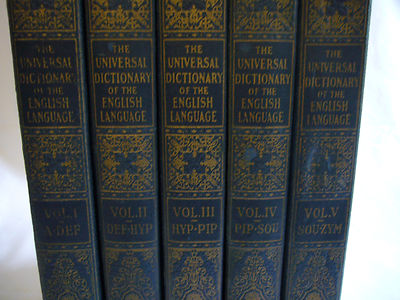 THE
UNIVERSAL
DICTIONARY
OF THE
ENGLISH
LANGUAGE
VOL. I
A-DEF
THE
UNIVERSAL
DICTIONARY
OF THE
ENGLISH
LANGUAGE
VOL. II
DEF-HYP
THE
UNIVERSAL
DICTIONARY
OF THE
ENGLISH
LANGUAGE
VOL. III
HYP-PIP
THE
UNIVERSAL
DICTIONARY
OF THE
ENGLISH
LANGUAGE
VOL. IV
PIP-SOU
THE
UNIVERSAL
DICTIONARY
OF THE
ENGLISH
LANGUAGE
VOL. V
SOU-ZYM